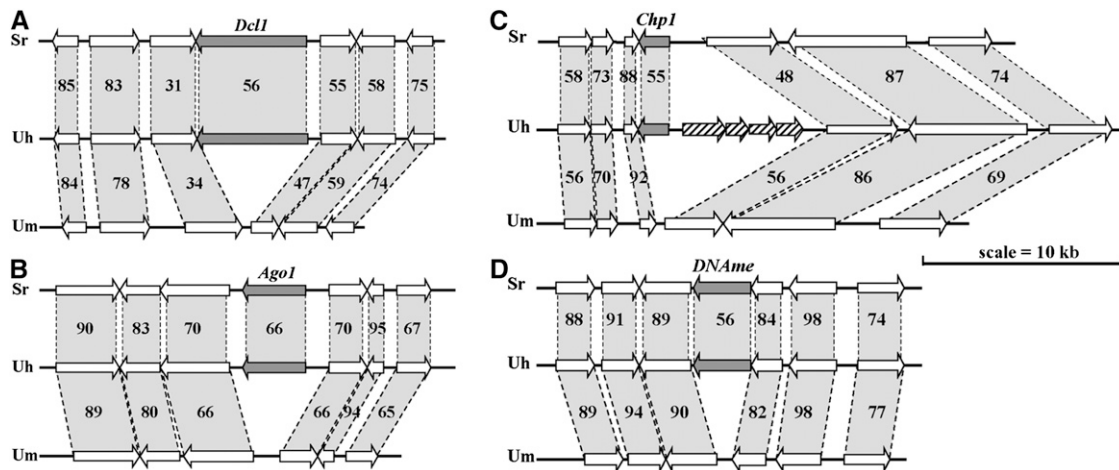 A
Dcl1
Sr
85 83 31 56 55 58 75
Uh
84 78 34 47 59 74
Um
B
Ago1
Sr
90 83 70 66 70 95 67
Uh
89 80 66 66 94 65
Um
C
Chp1
Sr
58 73 88 55 48 87 74
Uh
56 70 92 56 86 69
Um
scale = 10 kb
D
DNAme
Sr
88 91 89 56 84 98 74
Uh
89 94 90 82 98 77
Um